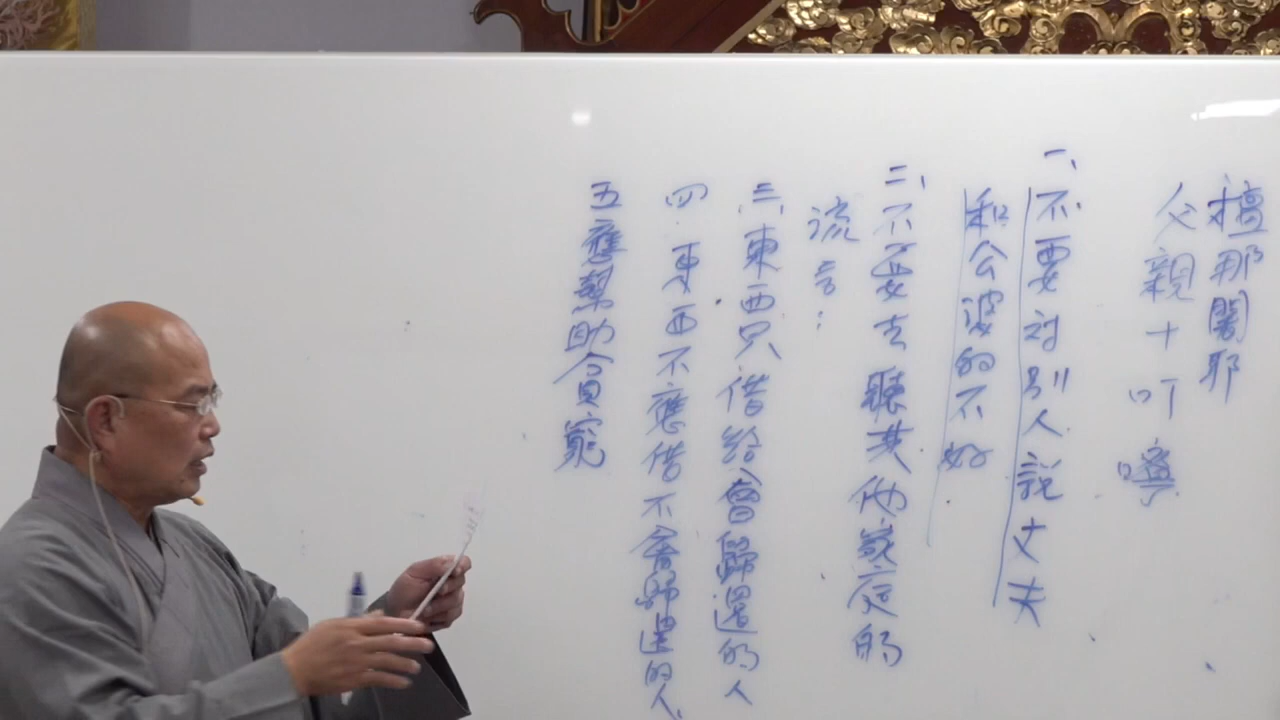 檀那闍耶
父親十叮嚀
一、不要对別人說丈夫
和公婆的不好
二、不要去聽其他家庭的
流言：
三、東西只借給會歸還的人
四、東西不應借不會歸還的人、
五應幫助貧窮